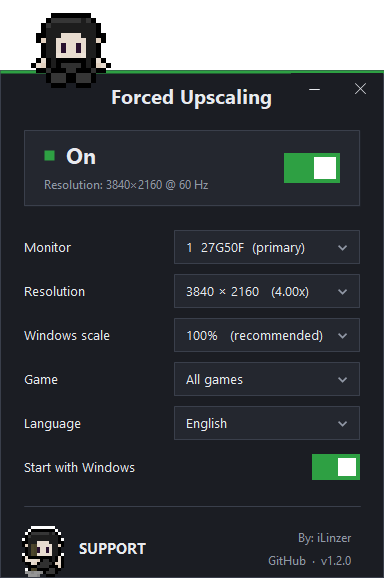 Forced Upscaling
On
Resolution: 3840×2160 @ 60 Hz
Monitor 1 27G50F (primary)
Resolution 3840 × 2160 (4.00x)
Windows scale 100% (recommended)
Game All games
Language English
Start with Windows
SUPPORT
By: iLinzer
GitHub · v1.2.0